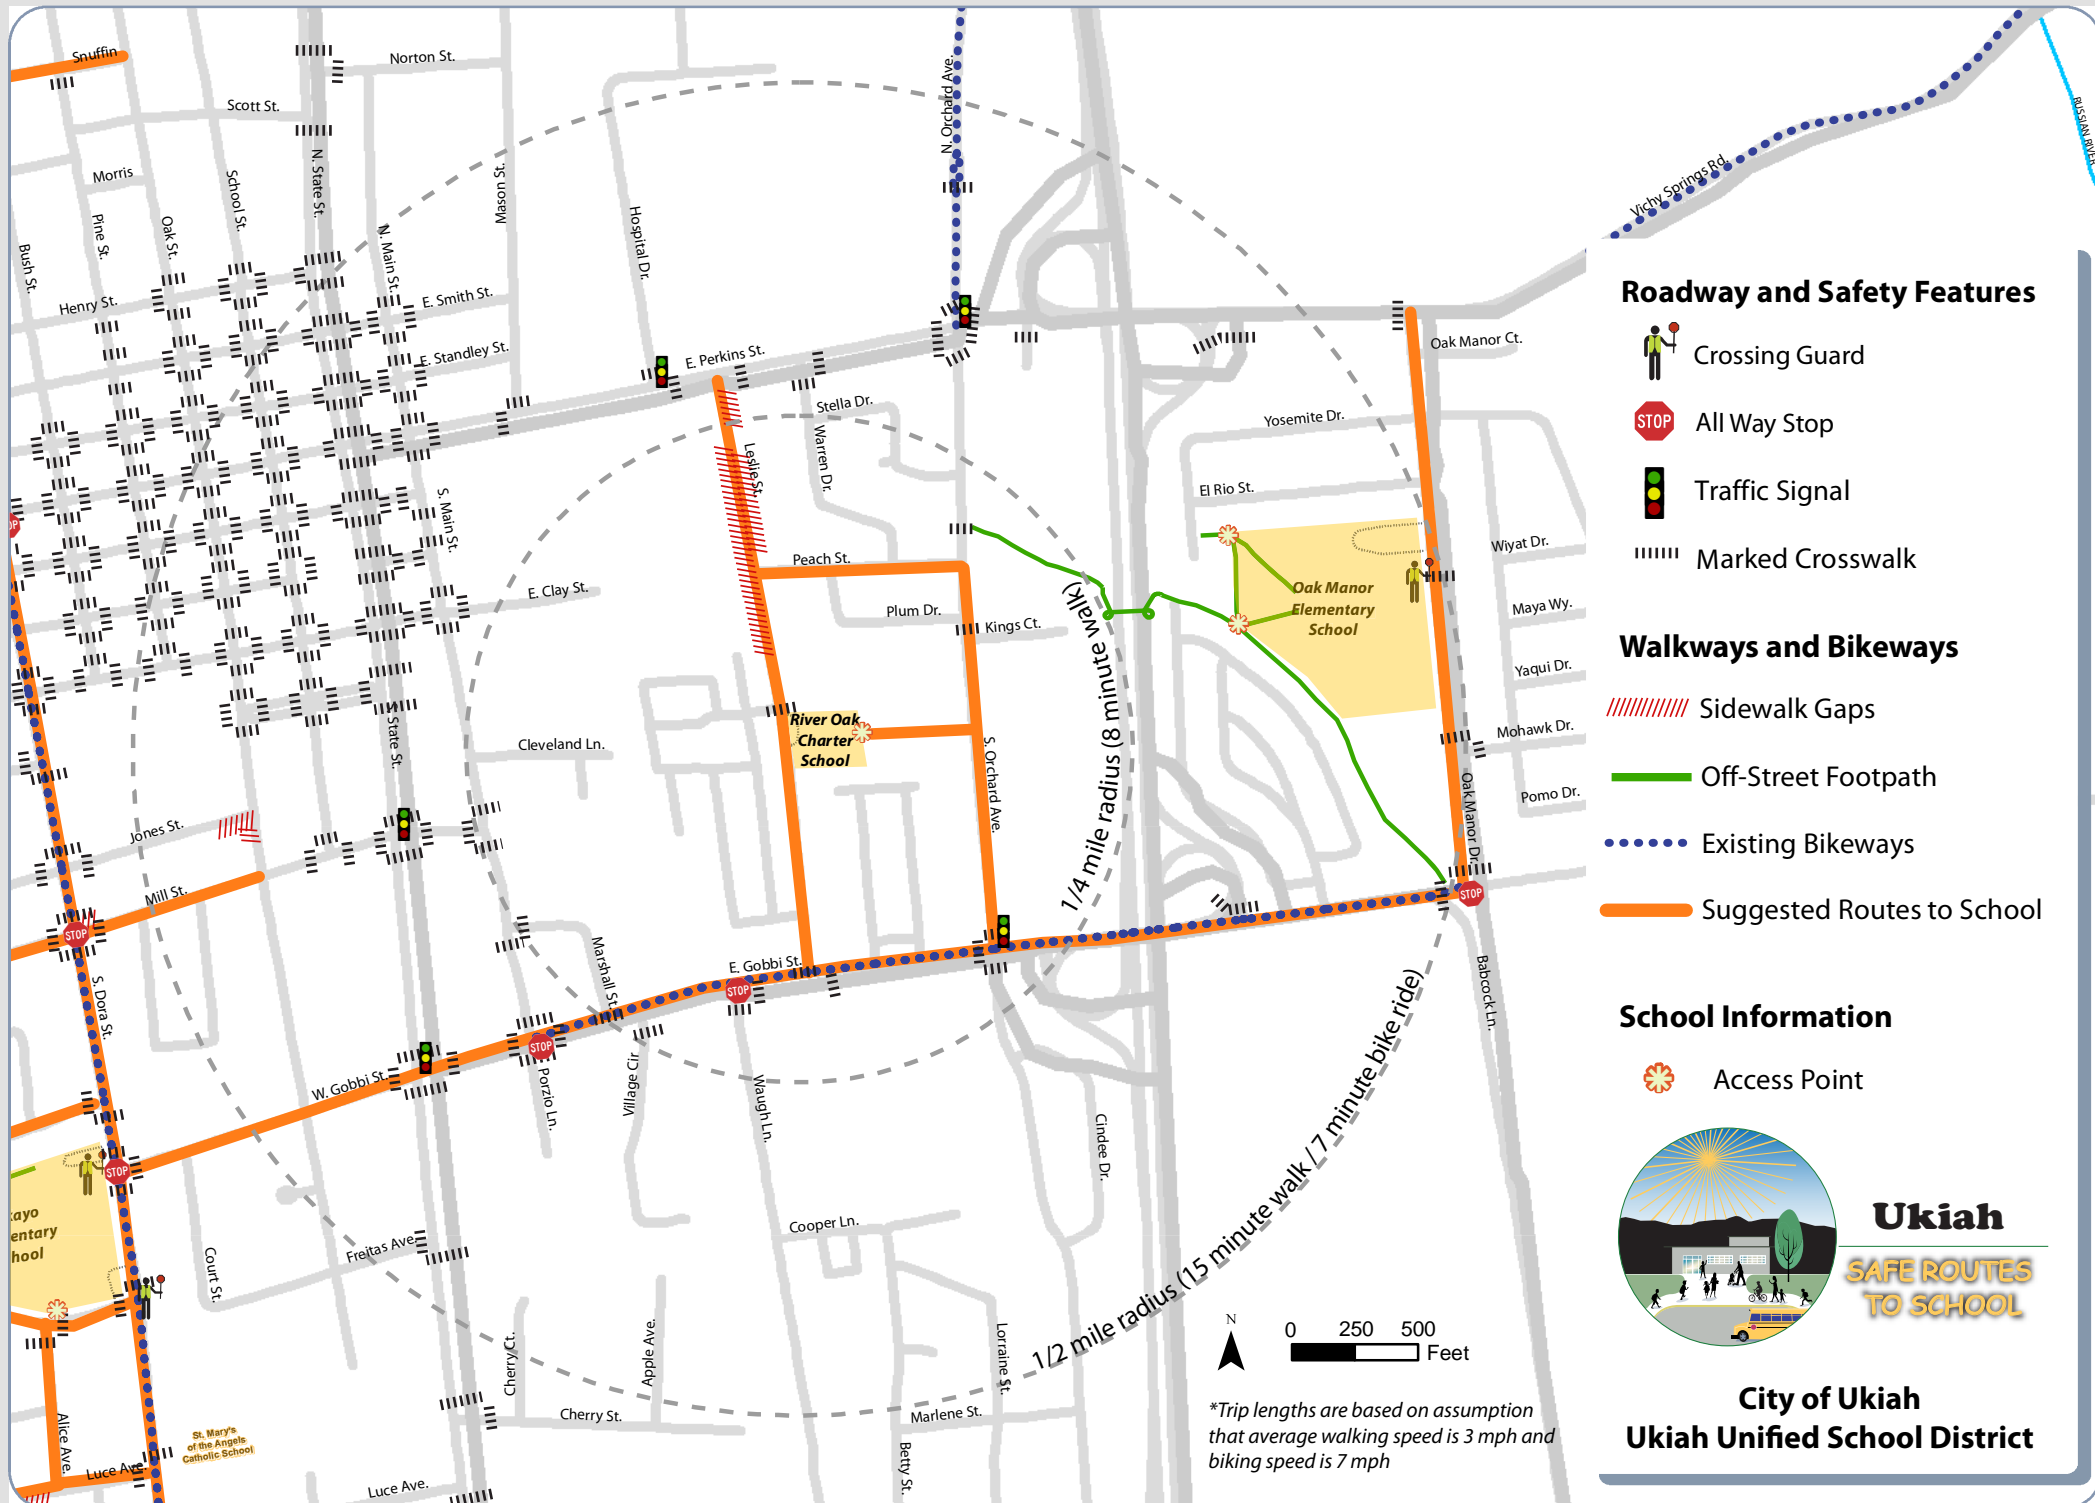 Snuffin
Norton St.
Scott St.
Morris
Pine St.
Oak St.
School St.
N. State St.
Mason St.
Hospital Dr.
N. Orchard Ave.
Vichy Springs Rd.
RUSSIAN RIVER
Bush St.
N. Main St.
Henry St.
E. Smith St.
E. Standley St.
E. Perkins St.
Stella Dr.
Warren Dr.
Leslie St.
Oak Manor Ct.
Yosemite Dr.
El Rio St.
S. Main St.
E. Clay St.
Peach St.
Plum Dr.
Kings Ct.
Wiyat Dr.
Maya Wy.
Yaqui Dr.
Mohawk Dr.
Pomo Dr.
Oak Manor
Elementary
School
River Oak
Charter
School
State St.
Cleveland Ln.
S. Orchard Ave.
Oak Manor Dr.
1/4 mile radius (8 minute walk)
Jones St.
Mill St.
STOP
STOP
S. Dora St.
Marshall St.
E. Gobbi St.
STOP
STOP
W. Gobbi St.
Porzio Ln.
Village Cir
Waugh Ln.
Cindee Dr.
Babcock Ln.
STOP
ayo
entary
hool
Court St.
Freitas Ave.
Cooper Ln.
1/2 mile radius (15 minute walk / 7 minute bike ride)
Cherry Ct.
Apple Ave.
Lorraine St.
Cherry St.
Marlene St.
Betty St.
Alice Ave.
Luce Ave.
St. Mary's
of the Angels
Catholic School
Luce Ave.
N
0 250 500
Feet
*Trip lengths are based on assumption
that average walking speed is 3 mph and
biking speed is 7 mph
Roadway and Safety Features
Crossing Guard
STOP All Way Stop
Traffic Signal
Marked Crosswalk
Walkways and Bikeways
Sidewalk Gaps
Off-Street Footpath
Existing Bikeways
Suggested Routes to School
School Information
Access Point
Ukiah
SAFE ROUTES
TO SCHOOL
City of Ukiah
Ukiah Unified School District